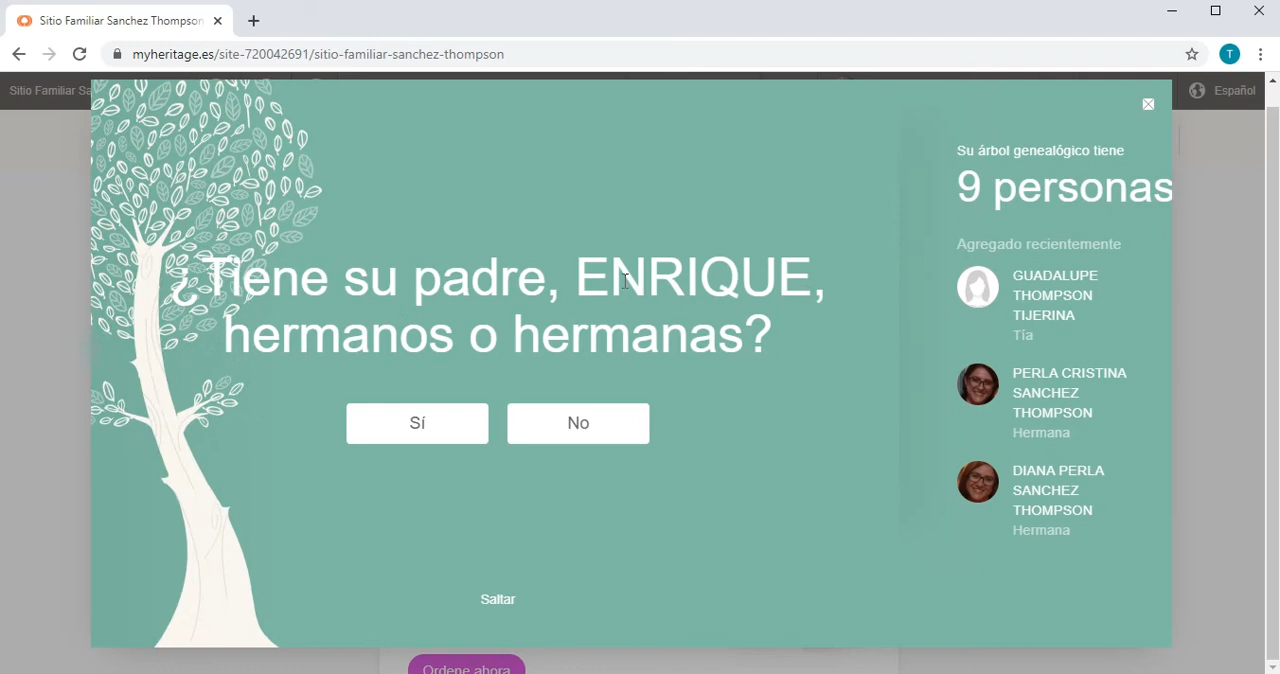 Sitio Familiar Sanchez Thompson
myheritage.es/site-720042691/sitio-familiar-sanchez-thompson
T
Sitio Familiar Sa
Español
Su árbol genealógico tiene
9 personas
Agregado recientemente
GUADALUPE
THOMPSON
TIJERINA
Tía
PERLA CRISTINA
SANCHEZ
THOMPSON
Hermana
DIANA PERLA
SANCHEZ
THOMPSON
Hermana
¿Tiene su padre, ENRIQUE,
hermanos o hermanas?
Sí
No
Saltar
Ordene ahora